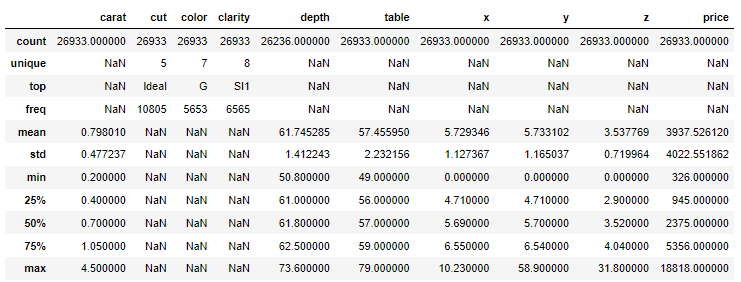 carat cut color clarity depth table x y z price
count 26933.000000 26933 26933 26933 26236.000000 26933.000000 26933.000000 26933.000000 26933.000000 26933.000000
unique NaN 5 7 8 NaN NaN NaN NaN NaN NaN
top NaN Ideal G SI1 NaN NaN NaN NaN NaN NaN
freq NaN 10805 5653 6565 NaN NaN NaN NaN NaN NaN
mean 0.798010 NaN NaN NaN 61.745285 57.455950 5.729346 5.733102 3.537769 3937.526120
std 0.477237 NaN NaN NaN 1.412243 2.232156 1.127367 1.165037 0.719964 4022.551862
min 0.200000 NaN NaN NaN 50.800000 49.000000 0.000000 0.000000 0.000000 326.000000
25% 0.400000 NaN NaN NaN 61.000000 56.000000 4.710000 4.710000 2.900000 945.000000
50% 0.700000 NaN NaN NaN 61.800000 57.000000 5.690000 5.700000 3.520000 2375.000000
75% 1.050000 NaN NaN NaN 62.500000 59.000000 6.550000 6.540000 4.040000 5356.000000
max 4.500000 NaN NaN NaN 73.600000 79.000000 10.230000 58.900000 31.800000 18818.000000